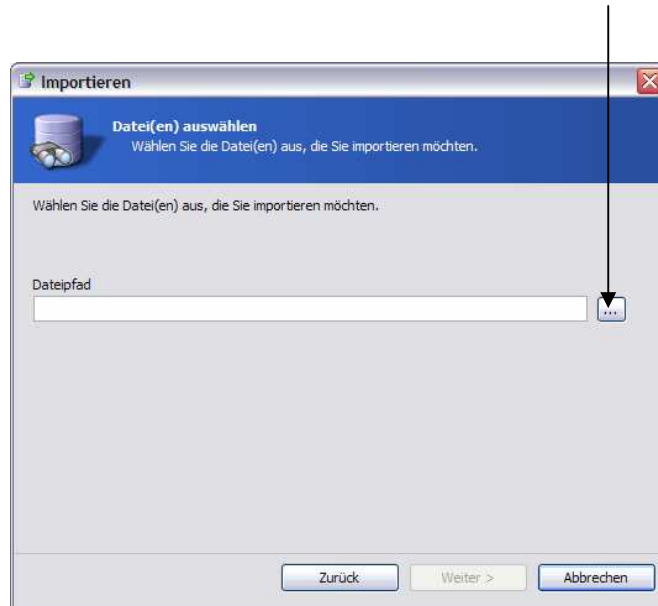 Importieren
Datei(en) auswählen
Wählen Sie die Datei(en) aus, die Sie importieren möchten.
Wählen Sie die Datei(en) aus, die Sie importieren möchten.
Dateipfad
...
Zurück
Weiter >
Abbrechen